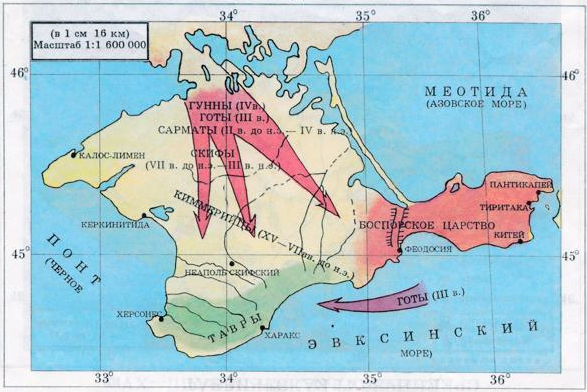 34° 35° 36°
(в 1 см 16 км)
Масштаб 1:1 600 000
46° 46°
МЕОТИДА
(АЗОВСКОЕ МОРЕ)
ГУННЫ (IVв.)
ГОТЫ (III в.)
САРМАТЫ (II в. до н.э.— IV в. н.э.)
СКИФЫ
(VII в. до н.э.—III в. н.э.)
КАЛОС-ЛИМЕН
КИММЕРИЙЦЫ (XV—VIIвв. до н.э.)
КЕРКИНИТИДА
ПАНТИКАПЕЙ
ТИРИТАКА
БОСПОРСКОЕ ЦАРСТВО
КИТЕЙ
ФЕОДОСИЯ
45° 45°
ПОНТ
(ЧЕРНОЕ
НЕАПОЛЬ СКИФСКИЙ
ГОТЫ (III в.)
ХЕРСОНЕС
ТАВРЫ
ХАРАКС
ЭВКСИНСКИЙ
МОРЕ)
33° 34° 35° 36°